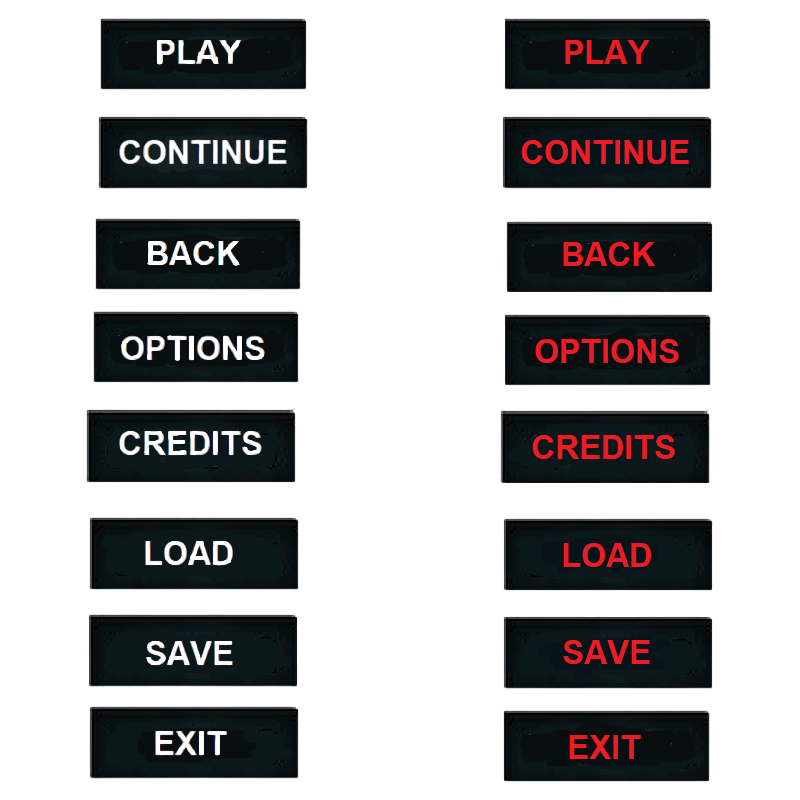 PLAY PLAY
CONTINUE CONTINUE
BACK BACK
OPTIONS OPTIONS
CREDITS CREDITS
LOAD LOAD
SAVE SAVE
EXIT EXIT